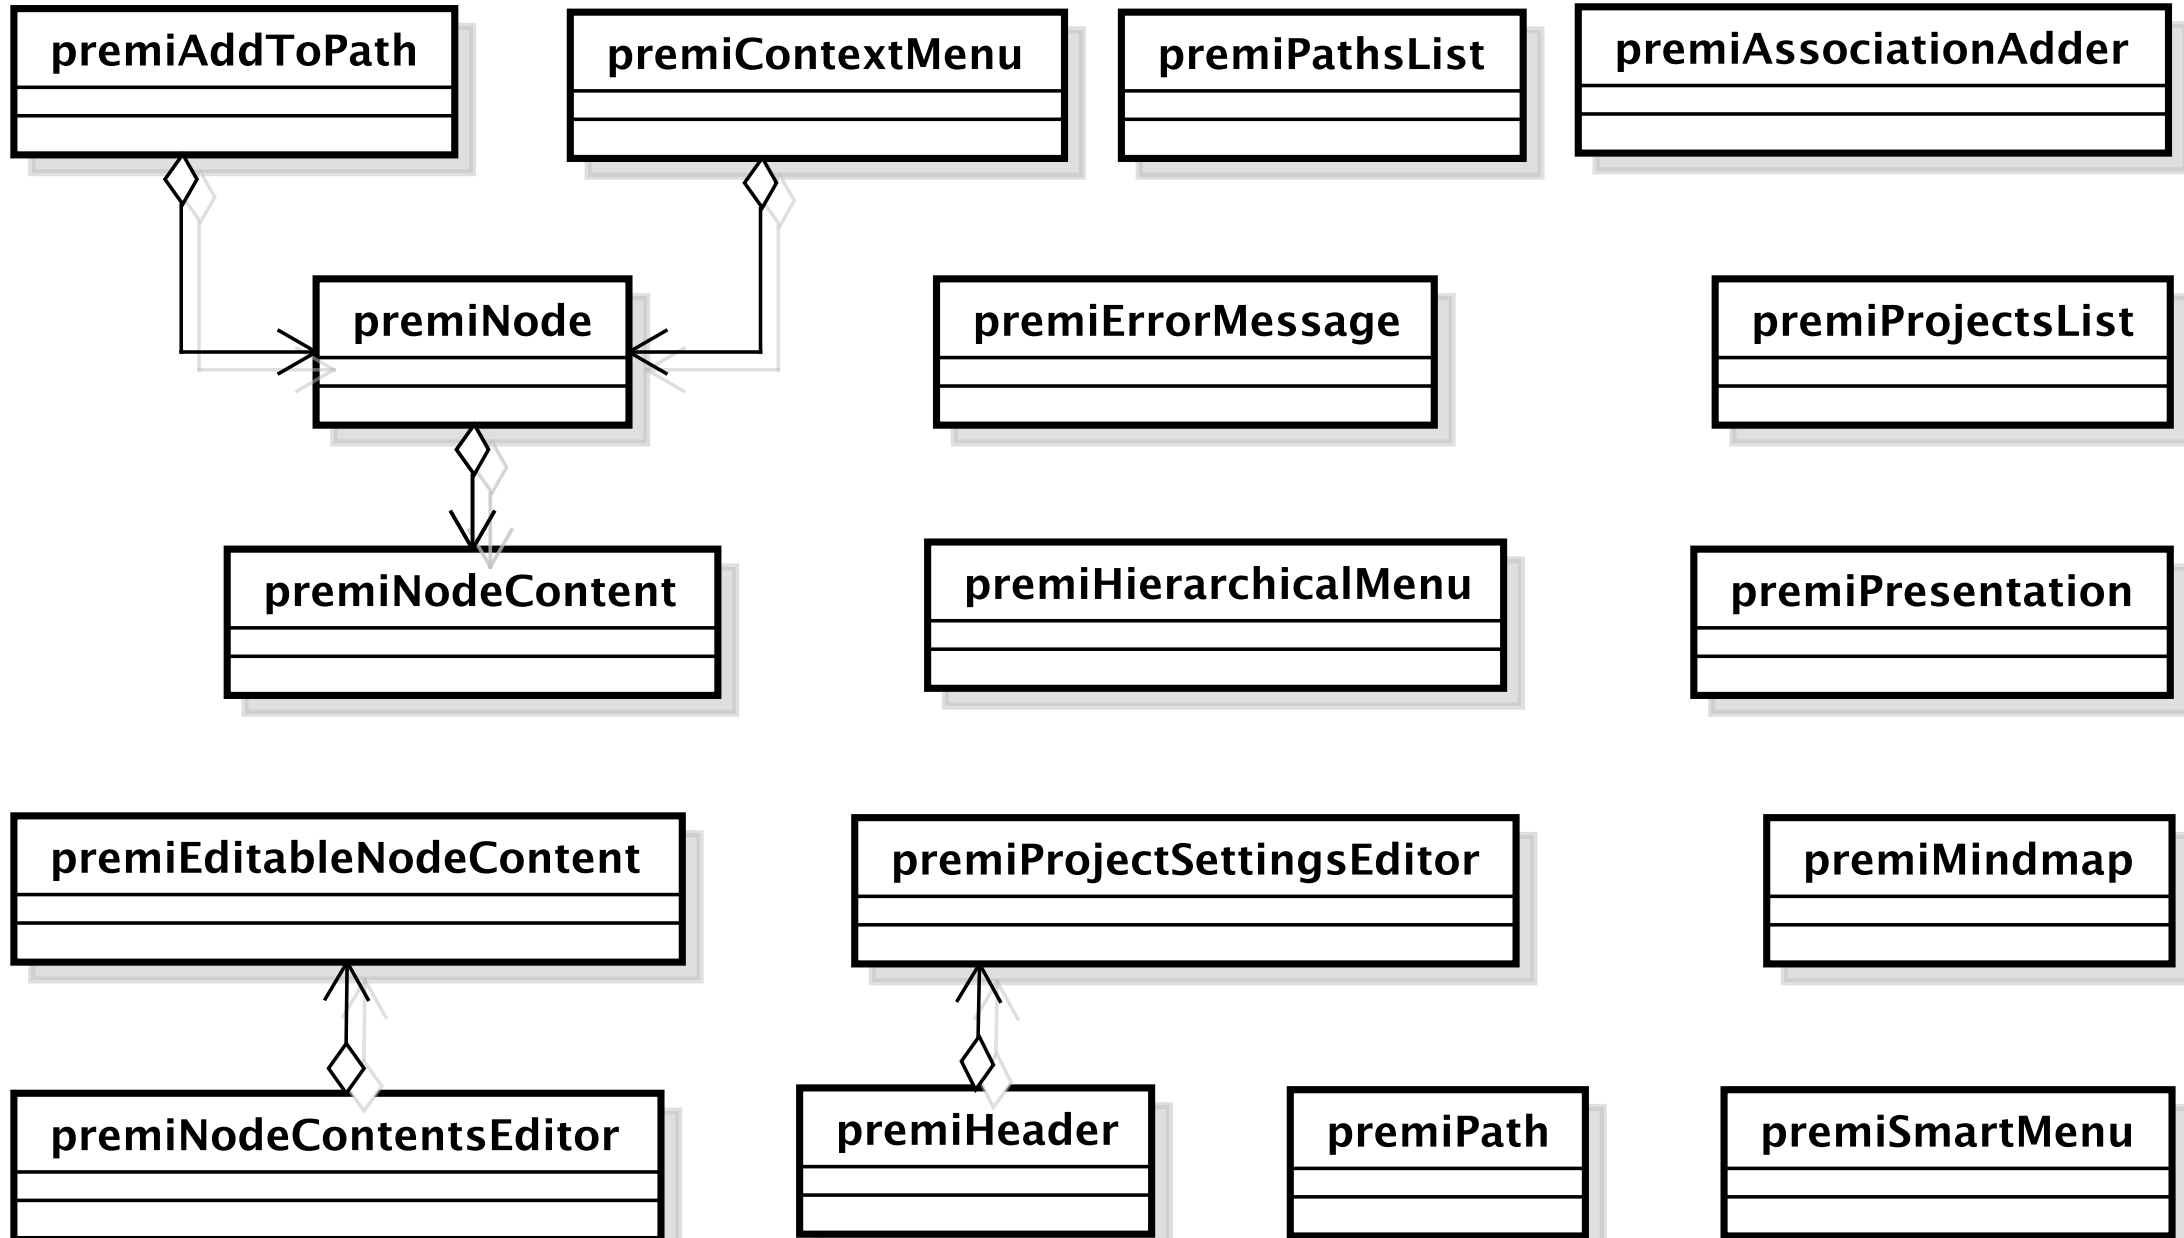 premiAddToPath
premiContextMenu
premiPathsList
premiAssociationAdder
premiNode
premiErrorMessage
premiProjectsList
premiNodeContent
premiHierarchicalMenu
premiPresentation
premiEditableNodeContent
premiProjectSettingsEditor
premiMindmap
premiNodeContentsEditor
premiHeader
premiPath
premiSmartMenu